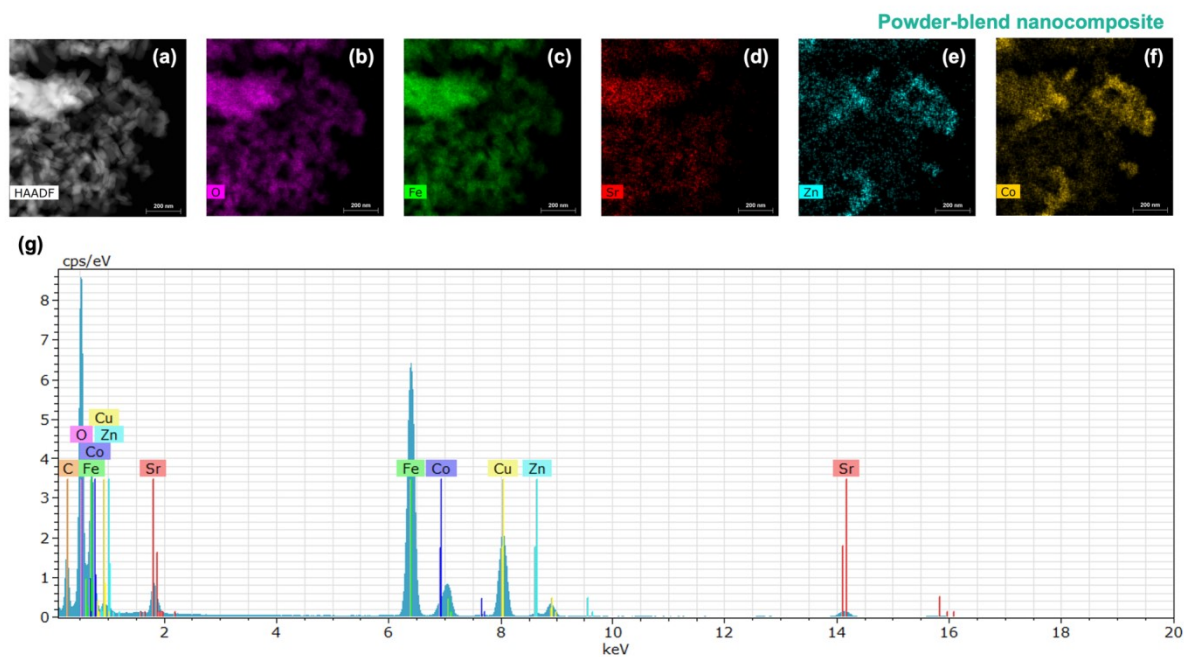 Powder-blend nanocomposite
(a) (b) (c) (d) (e) (f)
HAADF O Fe Sr Zn Co
200 nm 200 nm 200 nm 200 nm 200 nm 200 nm
(g)
cps/eV
8
7
6
5
4
3
2
1
0
Cu
O Zn
Co
C Fe Sr Fe Co Cu Zn Sr
2 4 6 8 10 12 14 16 18 20
keV